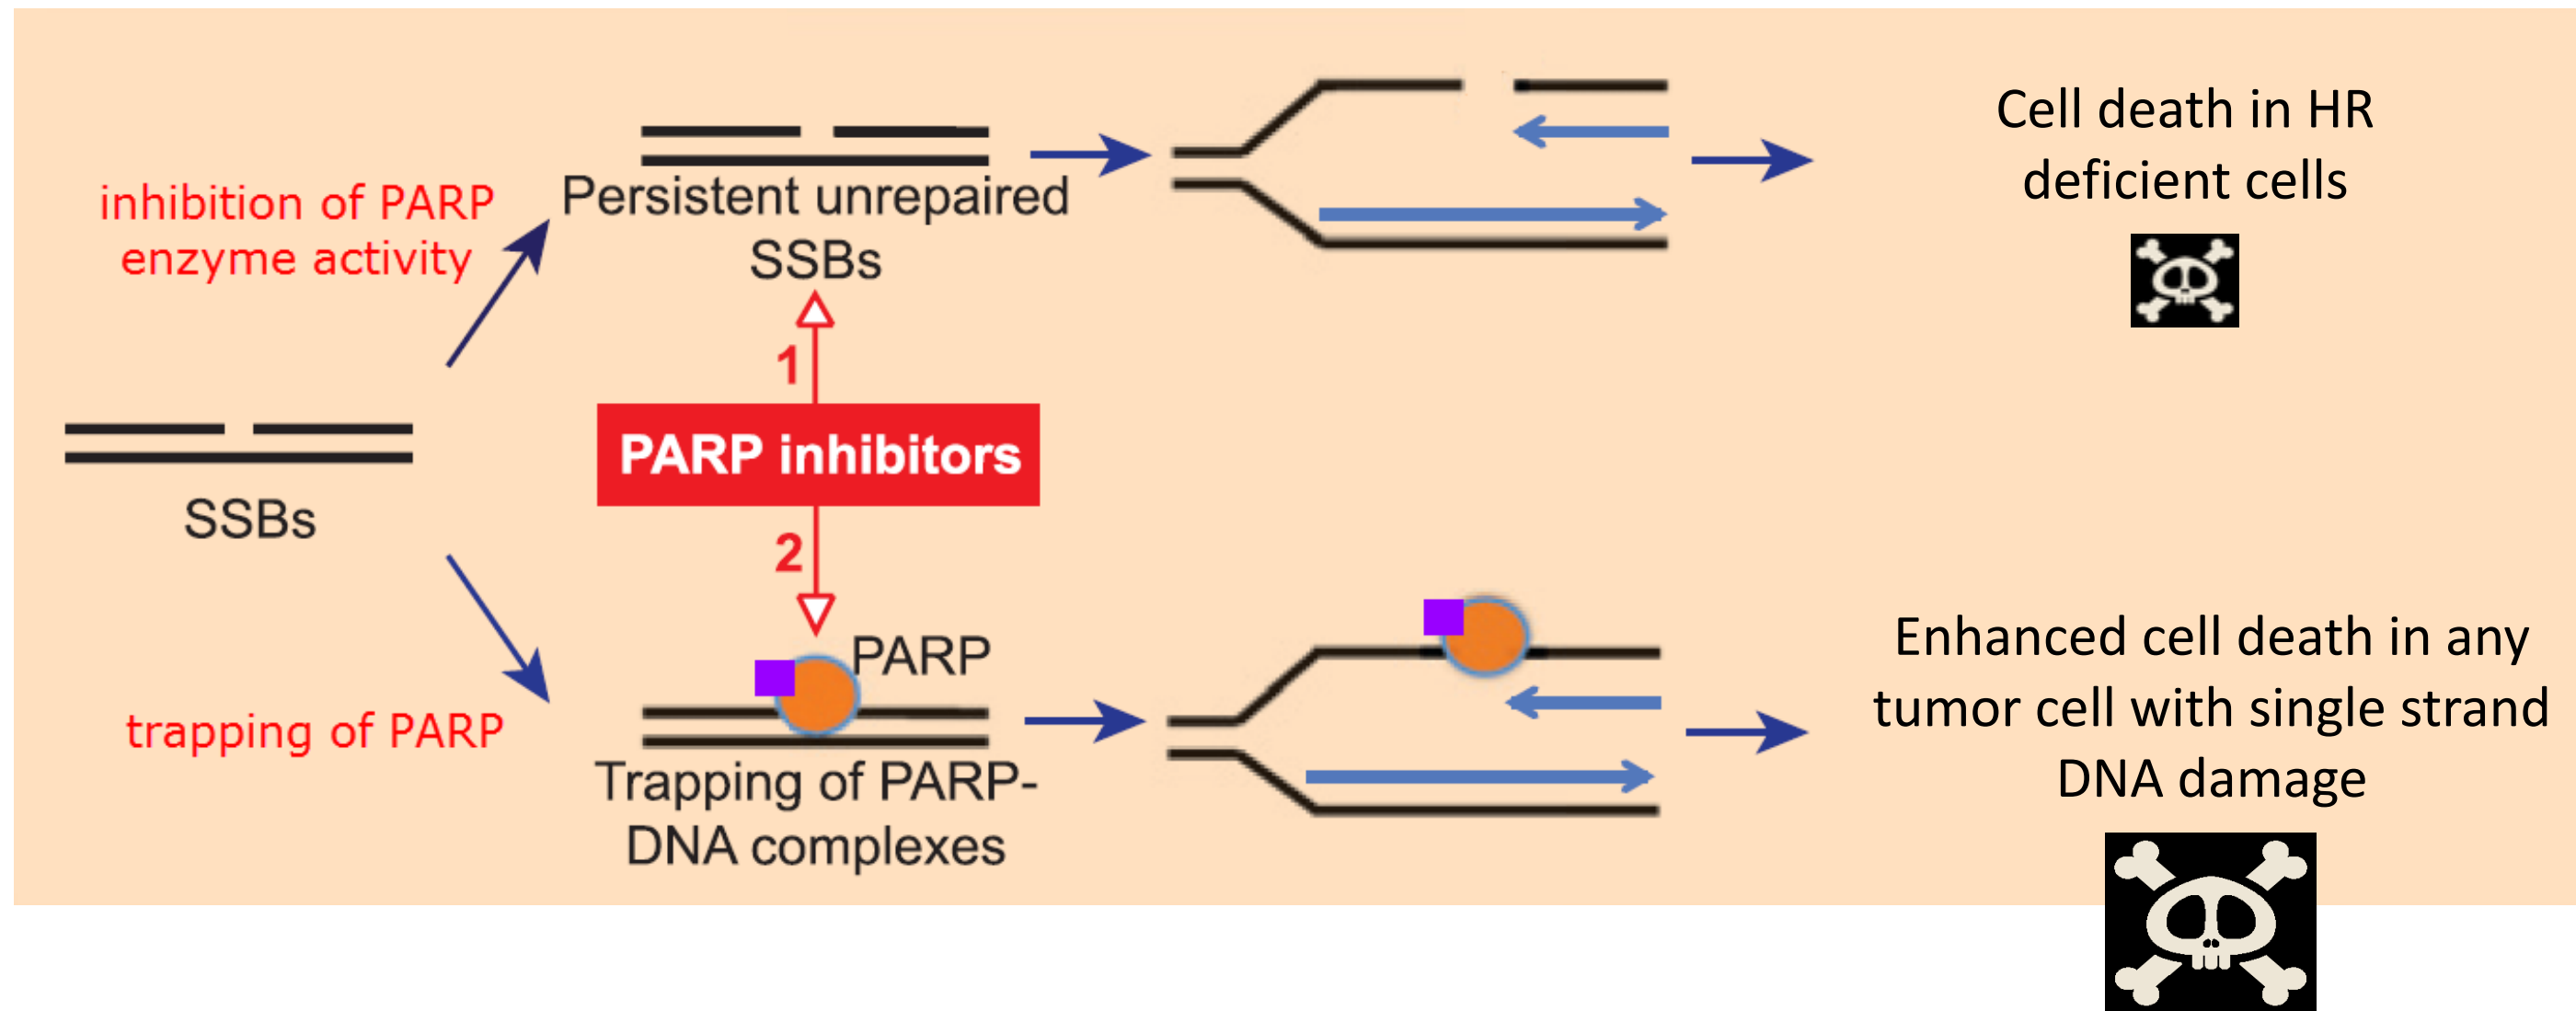 inhibition of PARP
enzyme activity
Persistent unrepaired
SSBs
Cell death in HR
deficient cells
1
PARP inhibitors
SSBs
2
trapping of PARP
PARP
Trapping of PARP-
DNA complexes
Enhanced cell death in any
tumor cell with single strand
DNA damage